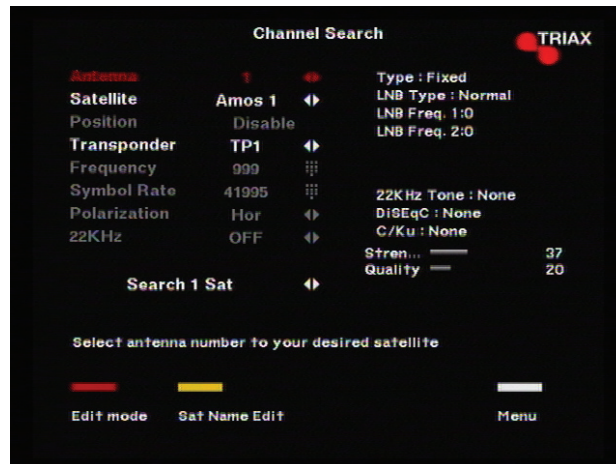 Channel Search
TRIAX
Antenna 1
Satellite Amos 1
Position Disable
Transponder TP1
Frequency 999
Symbol Rate 41995
Polarization Hor
22KHz OFF
Search 1 Sat
Type : Fixed
LNB Type : Normal
LNB Freq. 1:0
LNB Freq. 2:0
22KHz Tone : None
DiSEqC : None
C/Ku : None
Stren... 37
Quality 20
Select antenna number to your desired satellite
Edit mode Sat Name Edit Menu